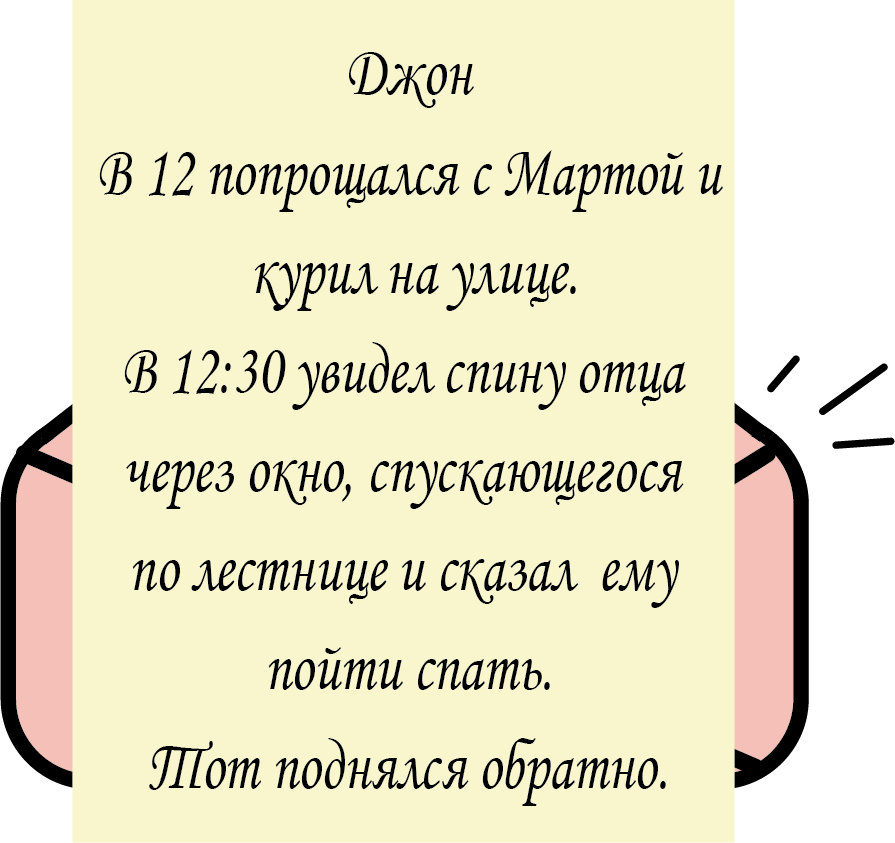 Джон
В 12 попрощался с Мартой и
курил на улице.
В 12:30 увидел спину отца
через окно, спускающегося
по лестнице и сказал ему
пойти спать.
Тот поднялся обратно.